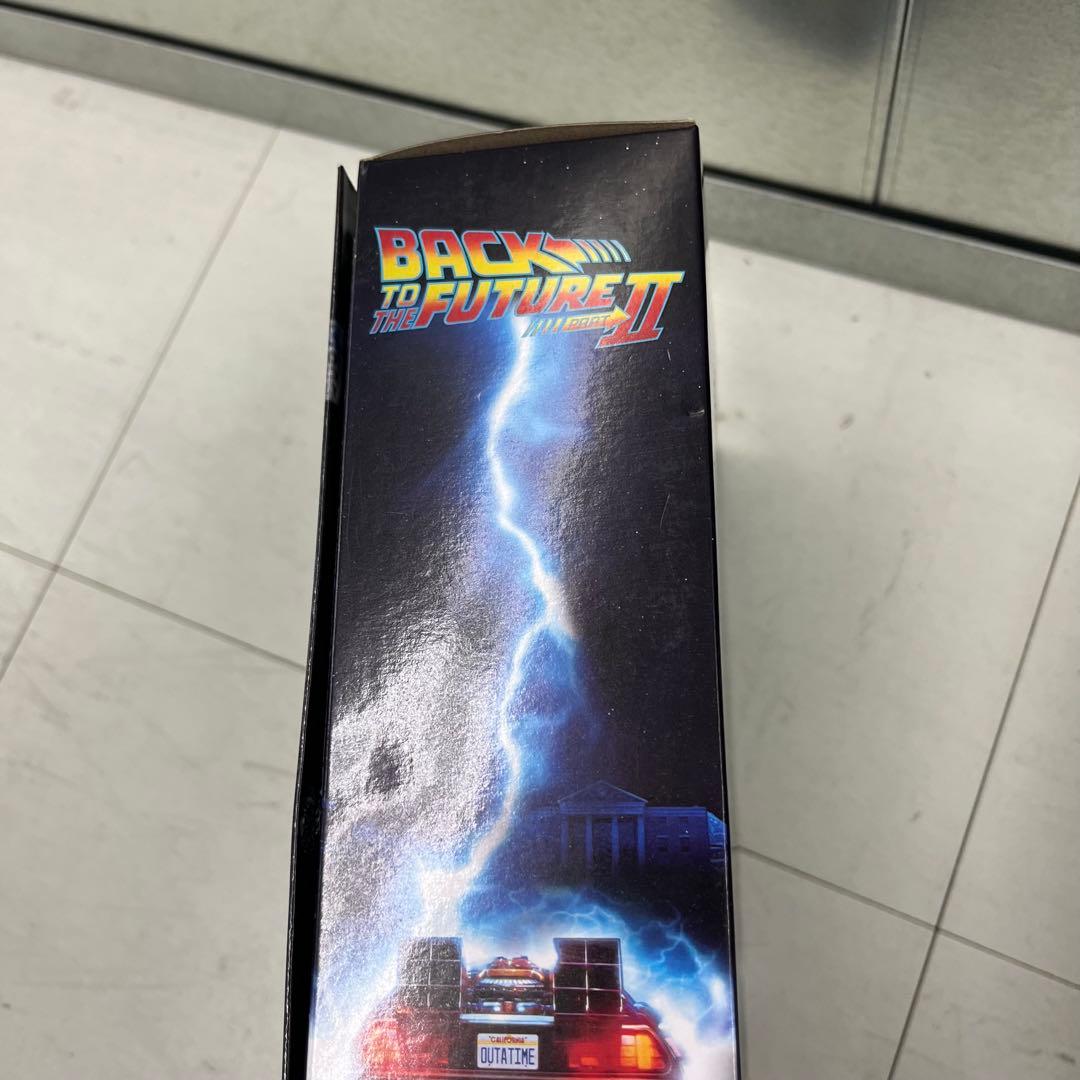 BACK
TO
THE FUTURE
PART II
"CALIFORNIA"
OUTATIME